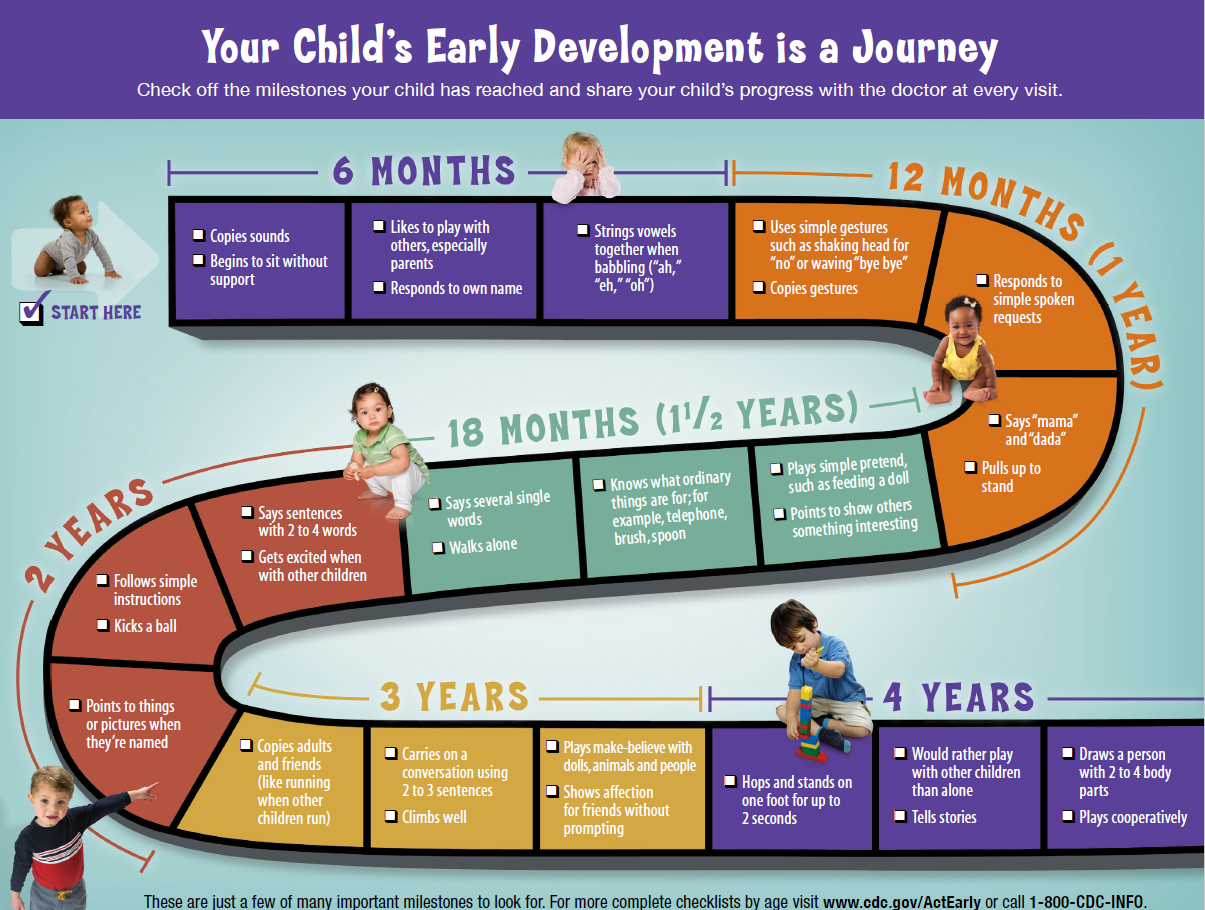 Your Child's Early Development is a Journey
Check off the milestones your child has reached and share your child's progress with the doctor at every visit.
START HERE
6 MONTHS
Copies sounds
Begins to sit without
support
Likes to play with
others, especially
parents
Responds to own name
Strings vowels
together when
babbling (“ah,”
“eh,” “oh”)
12 MONTHS (1 YEAR)
Uses simple gestures
such as shaking head for
“no” or waving “bye bye”
Copies gestures
Responds to
simple spoken
requests
Says “mama”
and “dada”
Pulls up to
stand
18 MONTHS (1 1/2 YEARS)
Plays simple pretend,
such as feeding a doll
Points to show others
something interesting
Knows what ordinary
things are for; for
example, telephone,
brush, spoon
Says several single
words
Walks alone
2 YEARS
Says sentences
with 2 to 4 words
Gets excited when
with other children
Follows simple
instructions
Kicks a ball
Points to things
or pictures when
they're named
3 YEARS
Copies adults
and friends
(like running
when other
children run)
Carries on a
conversation using
2 to 3 sentences
Climbs well
Plays make-believe with
dolls, animals and people
Shows affection
for friends without
prompting
4 YEARS
Hops and stands on
one foot for up to
2 seconds
Would rather play
with other children
than alone
Tells stories
Draws a person
with 2 to 4 body
parts
Plays cooperatively
These are just a few of many important milestones to look for. For more complete checklists by age visit www.cdc.gov/ActEarly or call 1-800-CDC-INFO.